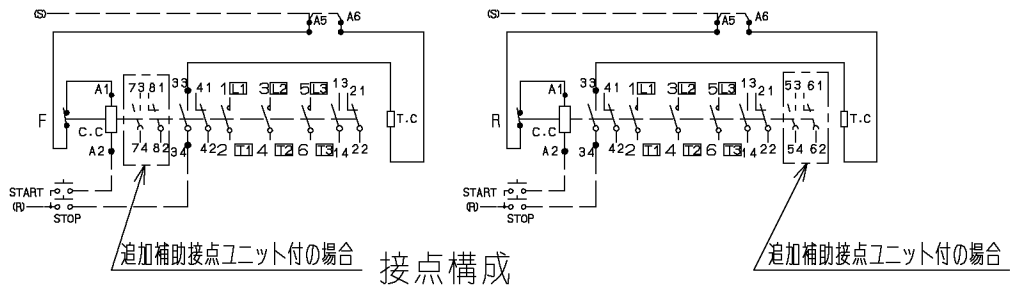 (S) A5 A6
73 81 33 41 1 L1 3 L2 5 L3 13 21
A1
F C.C T.C
A2 74 82 34 42 2 T1 4 T2 6 T3 14 22
START
(R)
STOP
追加補助接点ユニット付の場合
(S) A5 A6
33 41 1 L1 3 L2 5 L3 13 21 53 61
A1
R C.C T.C
A2 34 42 2 T1 4 T2 6 T3 14 22 54 62
START
(R)
STOP
追加補助接点ユニット付の場合
接点構成